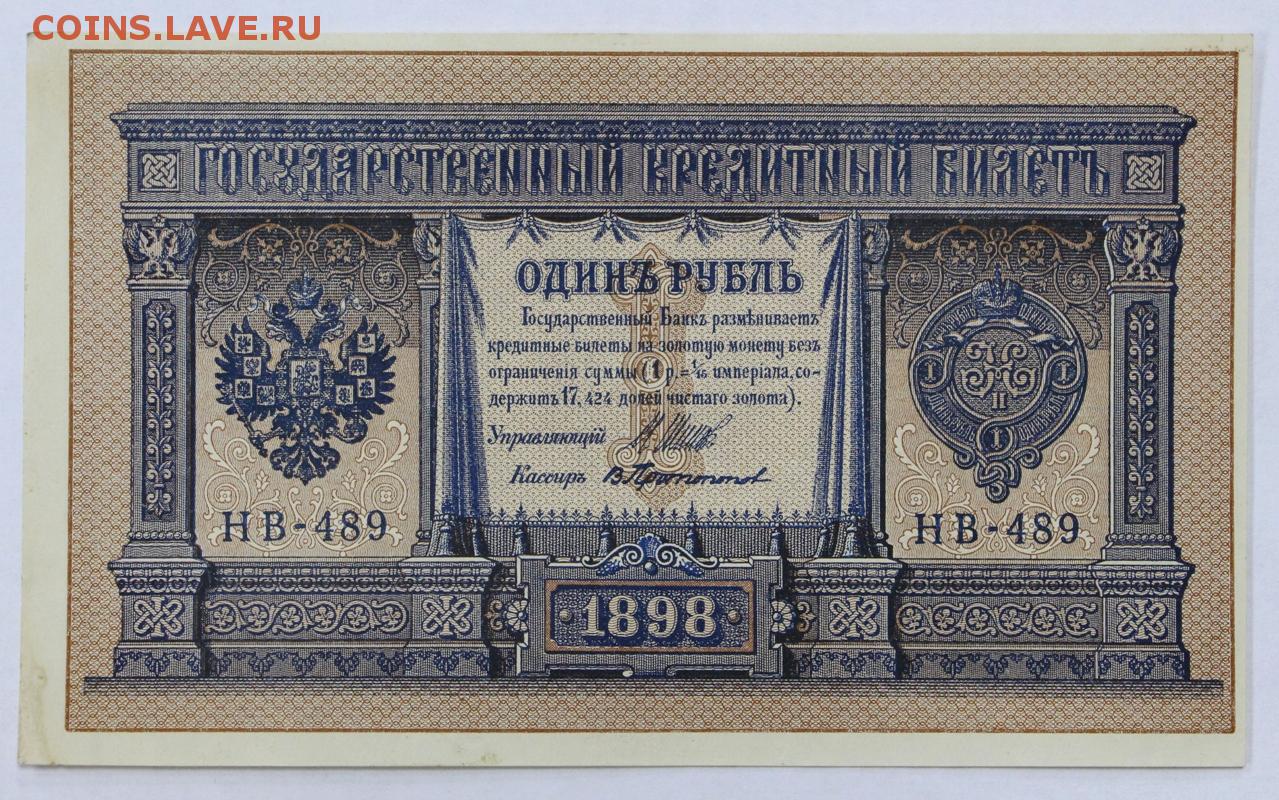 COINS.LAVE.RU
ГОСУДАРСТВЕННЫЙ КРЕДИТНЫЙ БИЛЕТЪ
ОДИНЪ РУБЛЬ
Государственный Банкъ размѣниваетъ
кредитные билеты на золотую монету безъ
ограниченія суммы (1 р.=1/15 имперіала, со-
держитъ 17,424 долей чистаго золота).
Управляющій
Кассиръ
НВ-489
НВ-489
1898